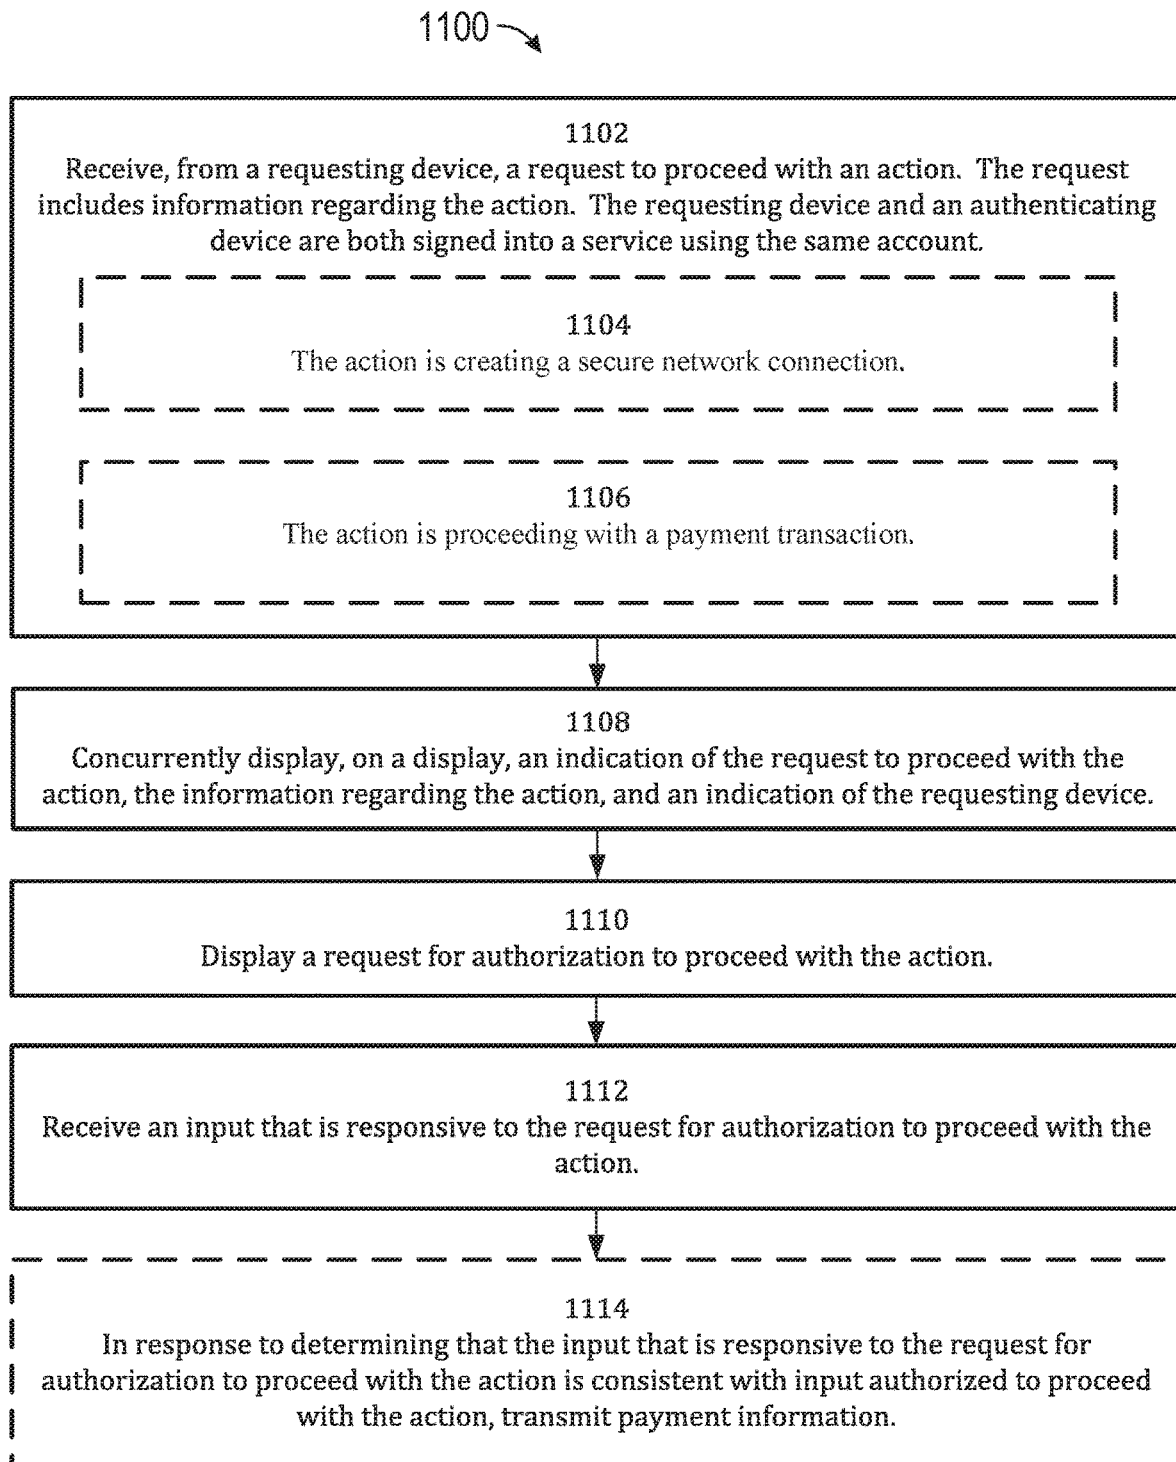 1100
1102
Receive, from a requesting device, a request to proceed with an action. The request
includes information regarding the action. The requesting device and an authenticating
device are both signed into a service using the same account.
1104
The action is creating a secure network connection.
1106
The action is proceeding with a payment transaction.
1108
Concurrently display, on a display, an indication of the request to proceed with the
action, the information regarding the action, and an indication of the requesting device.
1110
Display a request for authorization to proceed with the action.
1112
Receive an input that is responsive to the request for authorization to proceed with the
action.
1114
In response to determining that the input that is responsive to the request for
authorization to proceed with the action is consistent with input authorized to proceed
with the action, transmit payment information.